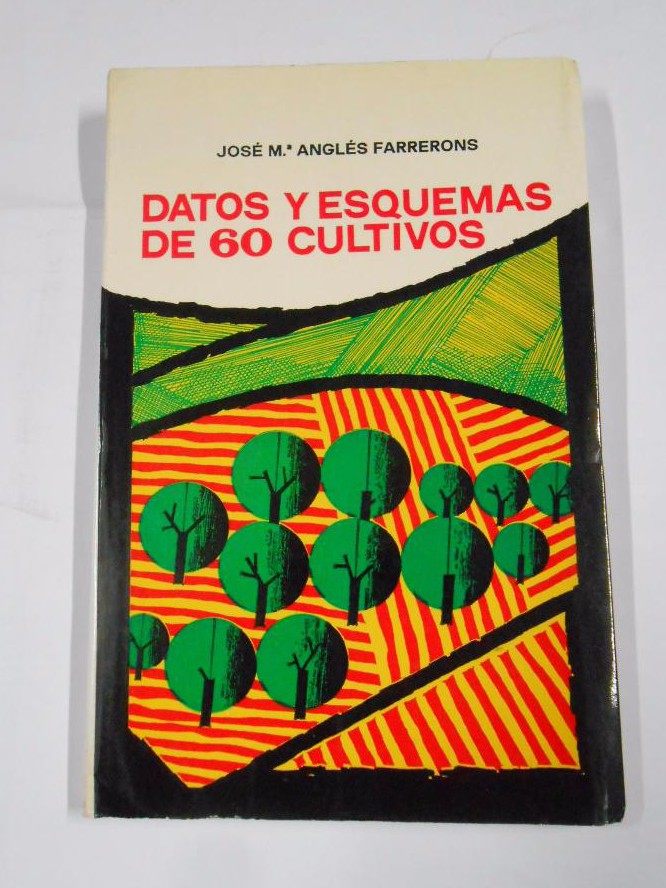 JOSÉ M.ª ANGLÉS FARRERONS
DATOS Y ESQUEMAS
DE 60 CULTIVOS